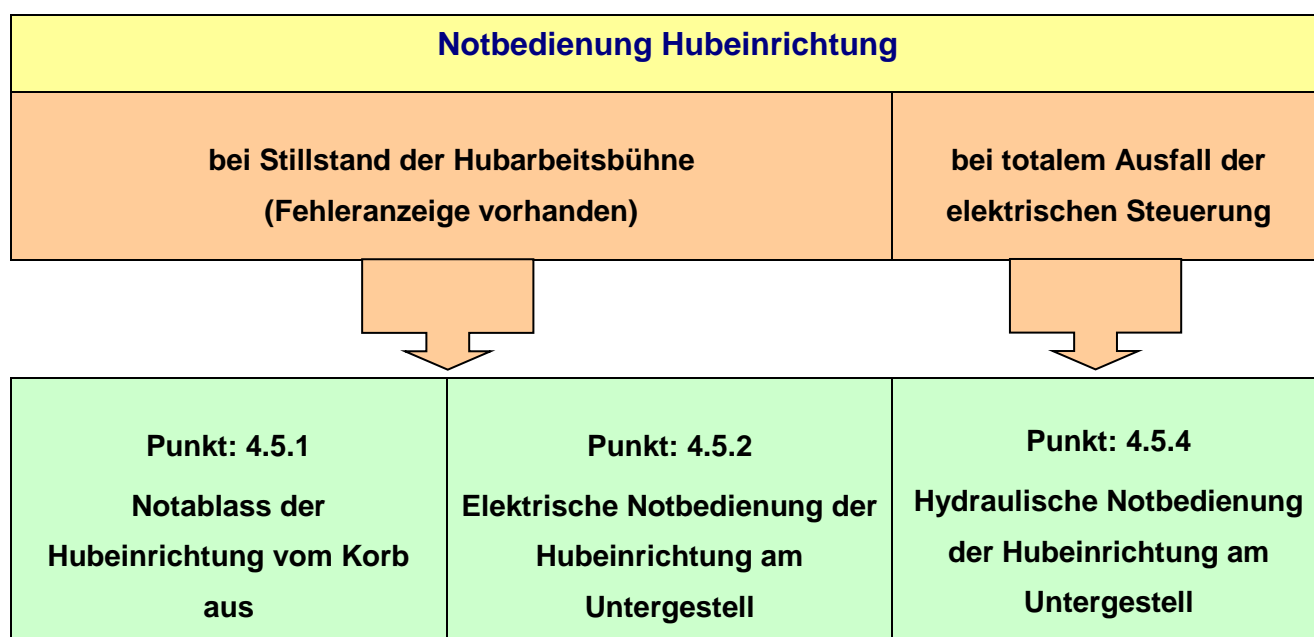 Notbedienung Hubeinrichtung
bei Stillstand der Hubarbeitsbühne
(Fehleranzeige vorhanden)
bei totalem Ausfall der
elektrischen Steuerung
Punkt: 4.5.1
Notablass der
Hubeinrichtung vom Korb
aus
Punkt: 4.5.2
Elektrische Notbedienung der
Hubeinrichtung am
Untergestell
Punkt: 4.5.4
Hydraulische Notbedienung
der Hubeinrichtung am
Untergestell